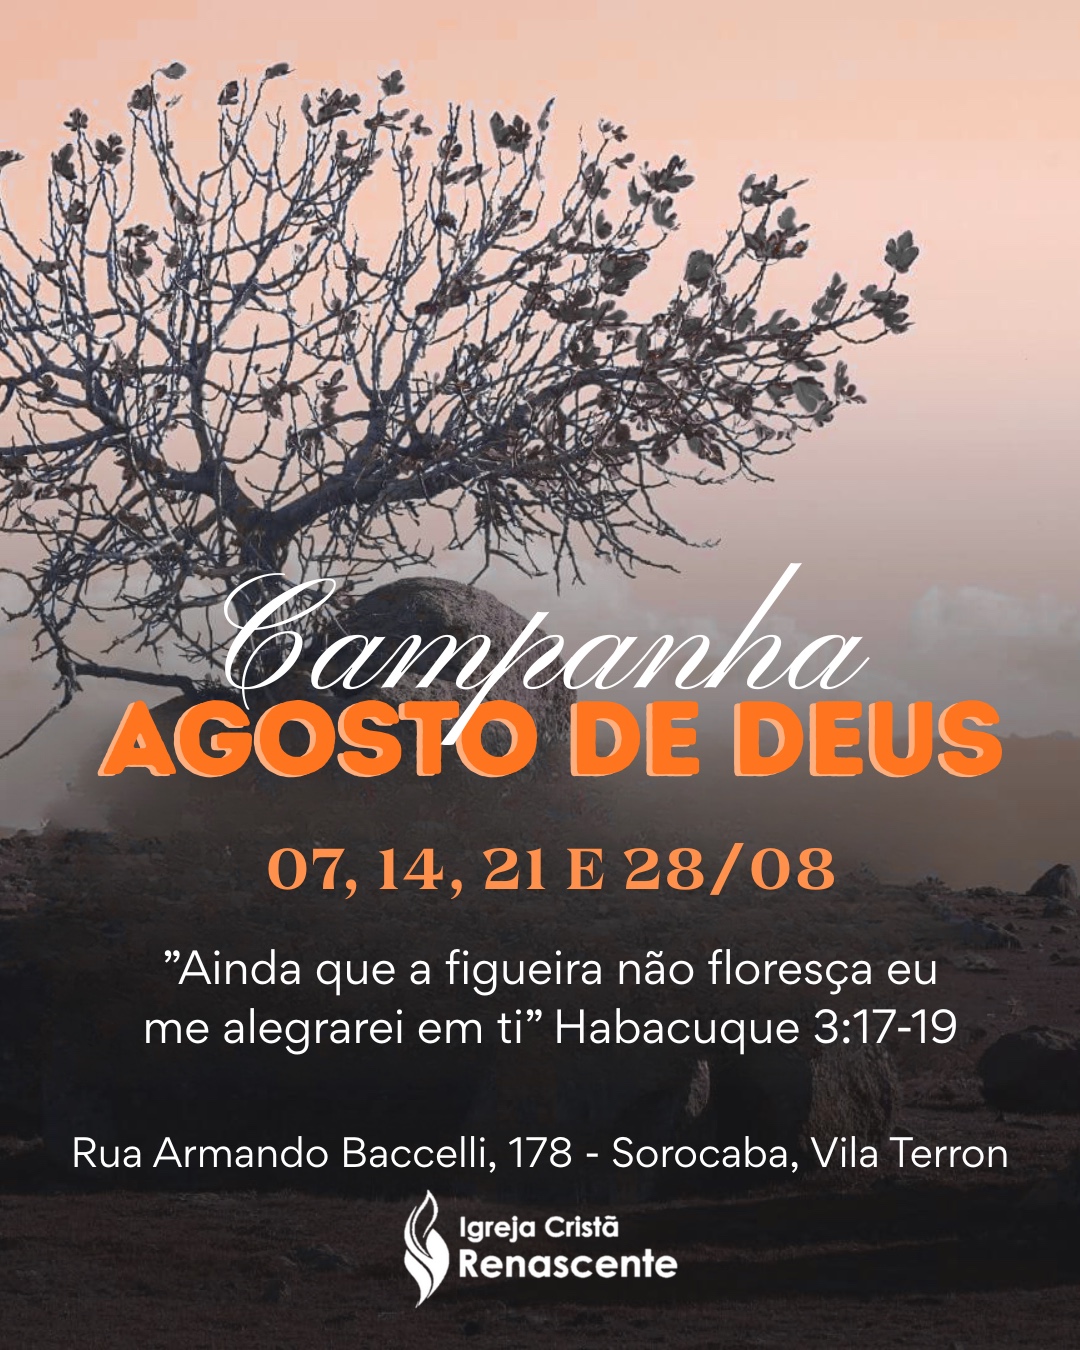 Campanha
AGOSTO DE DEUS
07, 14, 21 E 28/08
”Ainda que a figueira não floresça eu
me alegrarei em ti” Habacuque 3:17-19
Rua Armando Baccelli, 178 - Sorocaba, Vila Terron
Igreja Cristã
Renascente